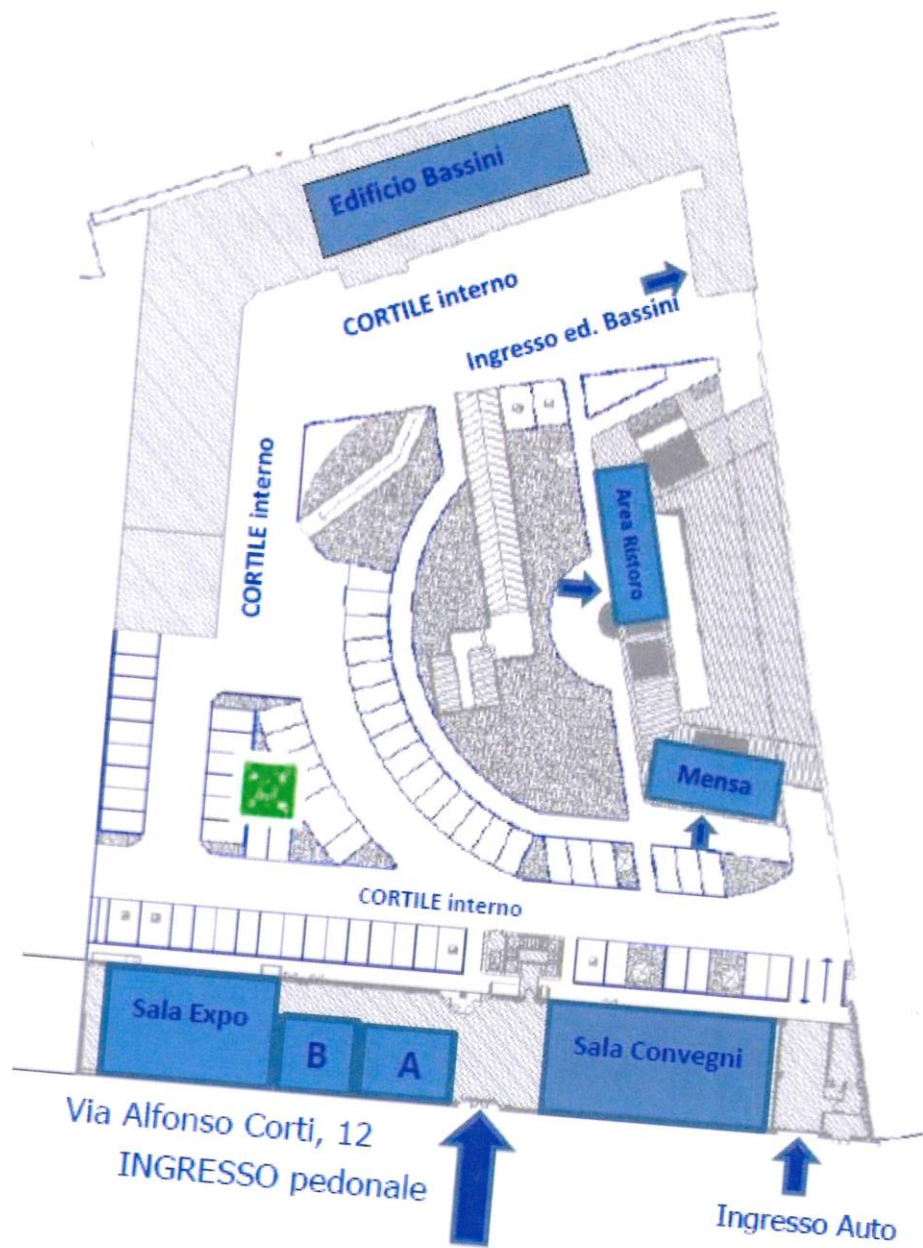 Edificio Bassini
CORTILE interno
Ingresso ed. Bassini
CORTILE interno
Area Ristoro
Mensa
CORTILE interno
Sala Expo
B
A
Sala Convegni
Via Alfonso Corti, 12
INGRESSO pedonale
Ingresso Auto